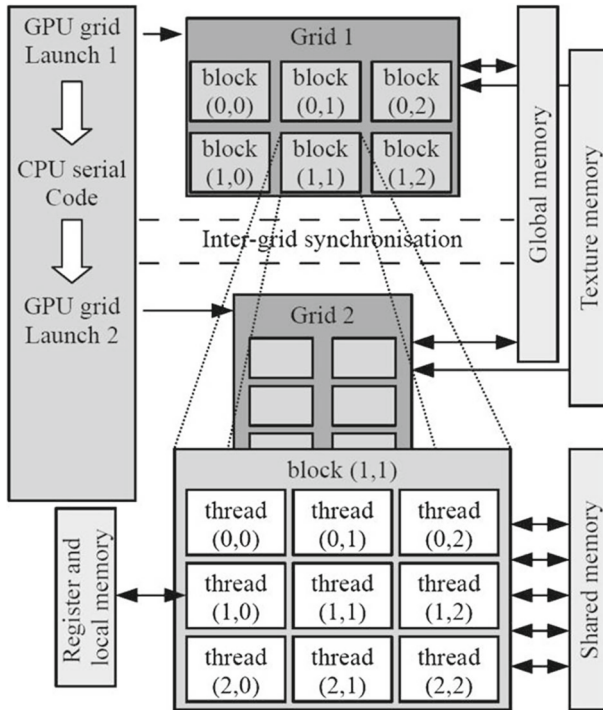 GPU grid
Launch 1
CPU serial
Code
GPU grid
Launch 2
Grid 1
block
(0,0)
block
(0,1)
block
(0,2)
block
(1,0)
block
(1,1)
block
(1,2)
Inter-grid synchronisation
Grid 2
Global memory
Texture memory
block (1,1)
thread
(0,0)
thread
(0,1)
thread
(0,2)
thread
(1,0)
thread
(1,1)
thread
(1,2)
thread
(2,0)
thread
(2,1)
thread
(2,2)
Register and
local memory
Shared memory